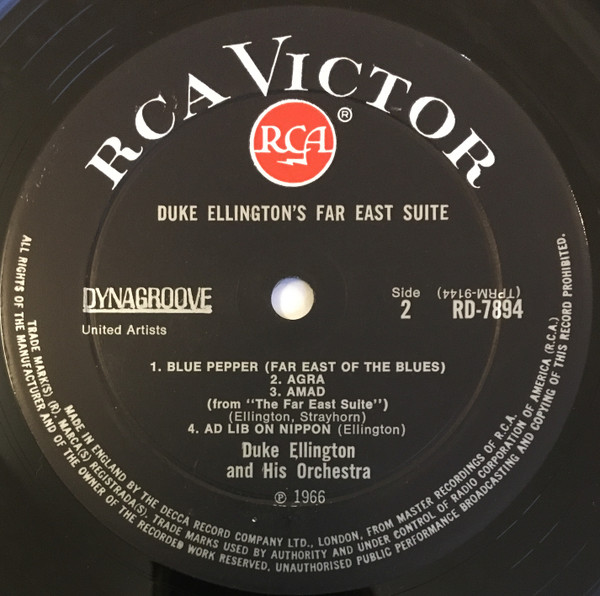 RCA VICTOR
RCA ®
DUKE ELLINGTON'S FAR EAST SUITE
DYNAGROOVE
United Artists
Side
2
(TPRM-9144)
RD-7894
1. BLUE PEPPER (FAR EAST OF THE BLUES)
2. AGRA
3. AMAD
(from "The Far East Suite")
(Ellington, Strayhorn)
4. AD LIB ON NIPPON (Ellington)
Duke Ellington
and His Orchestra
℗ 1966
ALL RIGHTS OF THE MANUFACTURER AND OF THE OWNER OF THE RECORDED WORK RESERVED, UNAUTHORISED PUBLIC PERFORMANCE BROADCASTING AND COPYING OF THIS RECORD PROHIBITED.
TRADE MARK(S) (R), MARCA(S) REGISTRADA(S). TRADE MARKS USED BY AUTHORITY AND UNDER CONTROL OF RADIO CORPORATION OF AMERICA (R.C.A.)
MADE IN ENGLAND BY THE DECCA RECORD COMPANY LTD., LONDON, FROM MASTER RECORDINGS OF R.C.A.